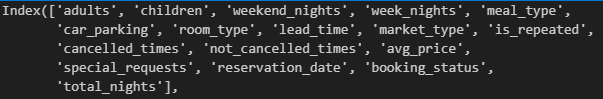 Index(['adults', 'children', 'weekend_nights', 'week_nights', 'meal_type',
'car_parking', 'room_type', 'lead_time', 'market_type', 'is_repeated',
'cancelled_times', 'not_cancelled_times', 'avg_price',
'special_requests', 'reservation_date', 'booking_status',
'total_nights'],